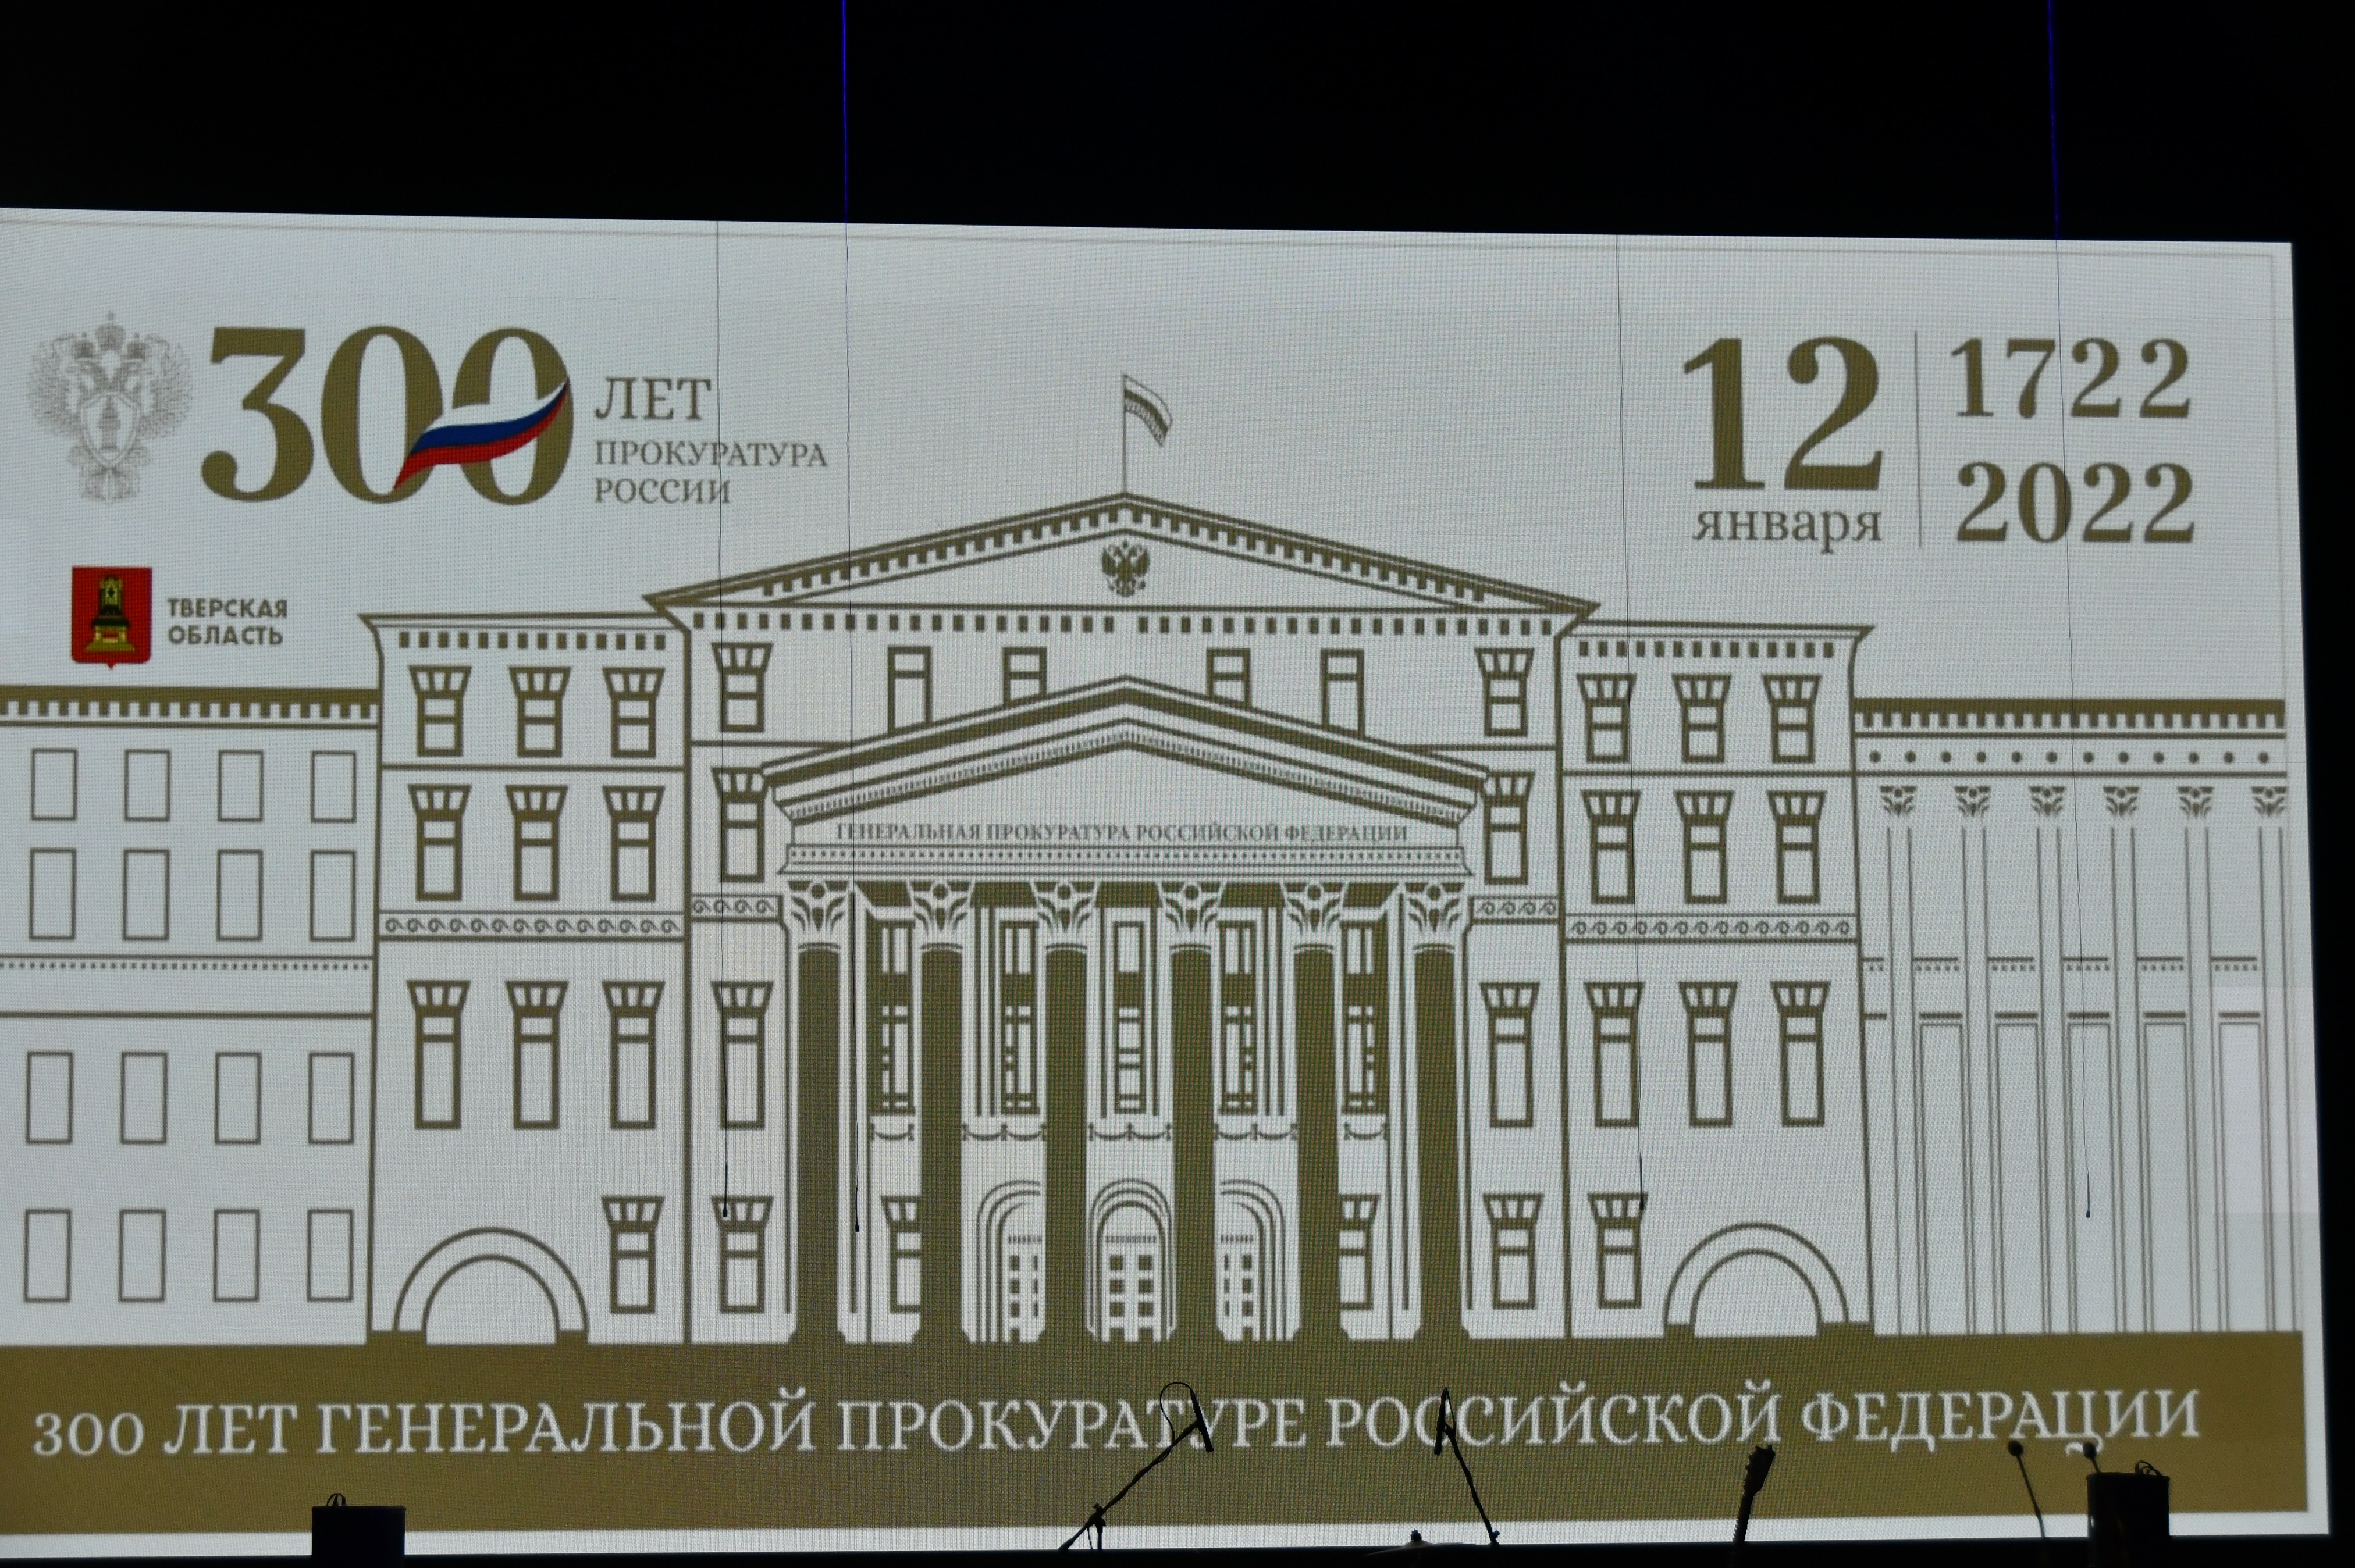 300 ЛЕТ
ПРОКУРАТУРА
РОССИИ
12
января
1722
2022
ТВЕРСКАЯ
ОБЛАСТЬ
ГЕНЕРАЛЬНАЯ ПРОКУРАТУРА РОССИЙСКОЙ ФЕДЕРАЦИИ
300 ЛЕТ ГЕНЕРАЛЬНОЙ ПРОКУРАТУРЕ РОССИЙСКОЙ ФЕДЕРАЦИИ